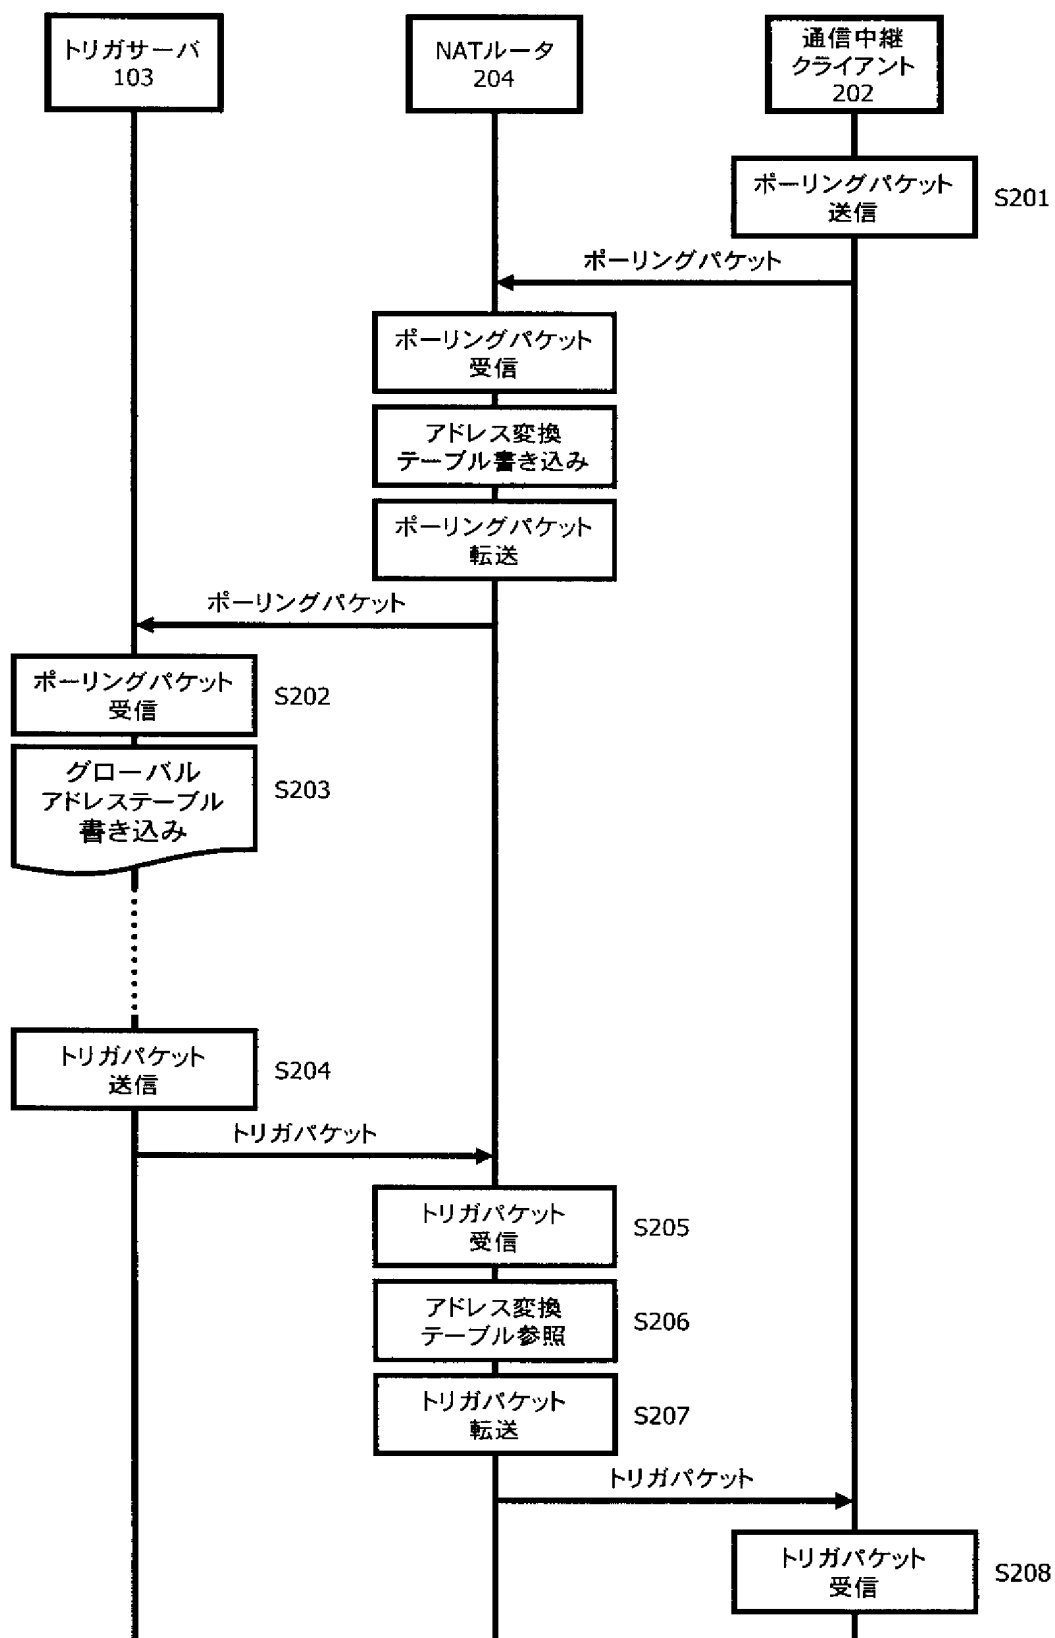 トリガサーバ
103
NATルータ
204
通信中継
クライアント
202
ポーリングパケット
送信
S201
ポーリングパケット
ポーリングパケット
受信
アドレス変換
テーブル書き込み
ポーリングパケット
転送
ポーリングパケット
ポーリングパケット
受信
S202
グローバル
アドレステーブル
書き込み
S203
トリガパケット
送信
S204
トリガパケット
トリガパケット
受信
S205
アドレス変換
テーブル参照
S206
トリガパケット
転送
S207
トリガパケット
トリガパケット
受信
S208